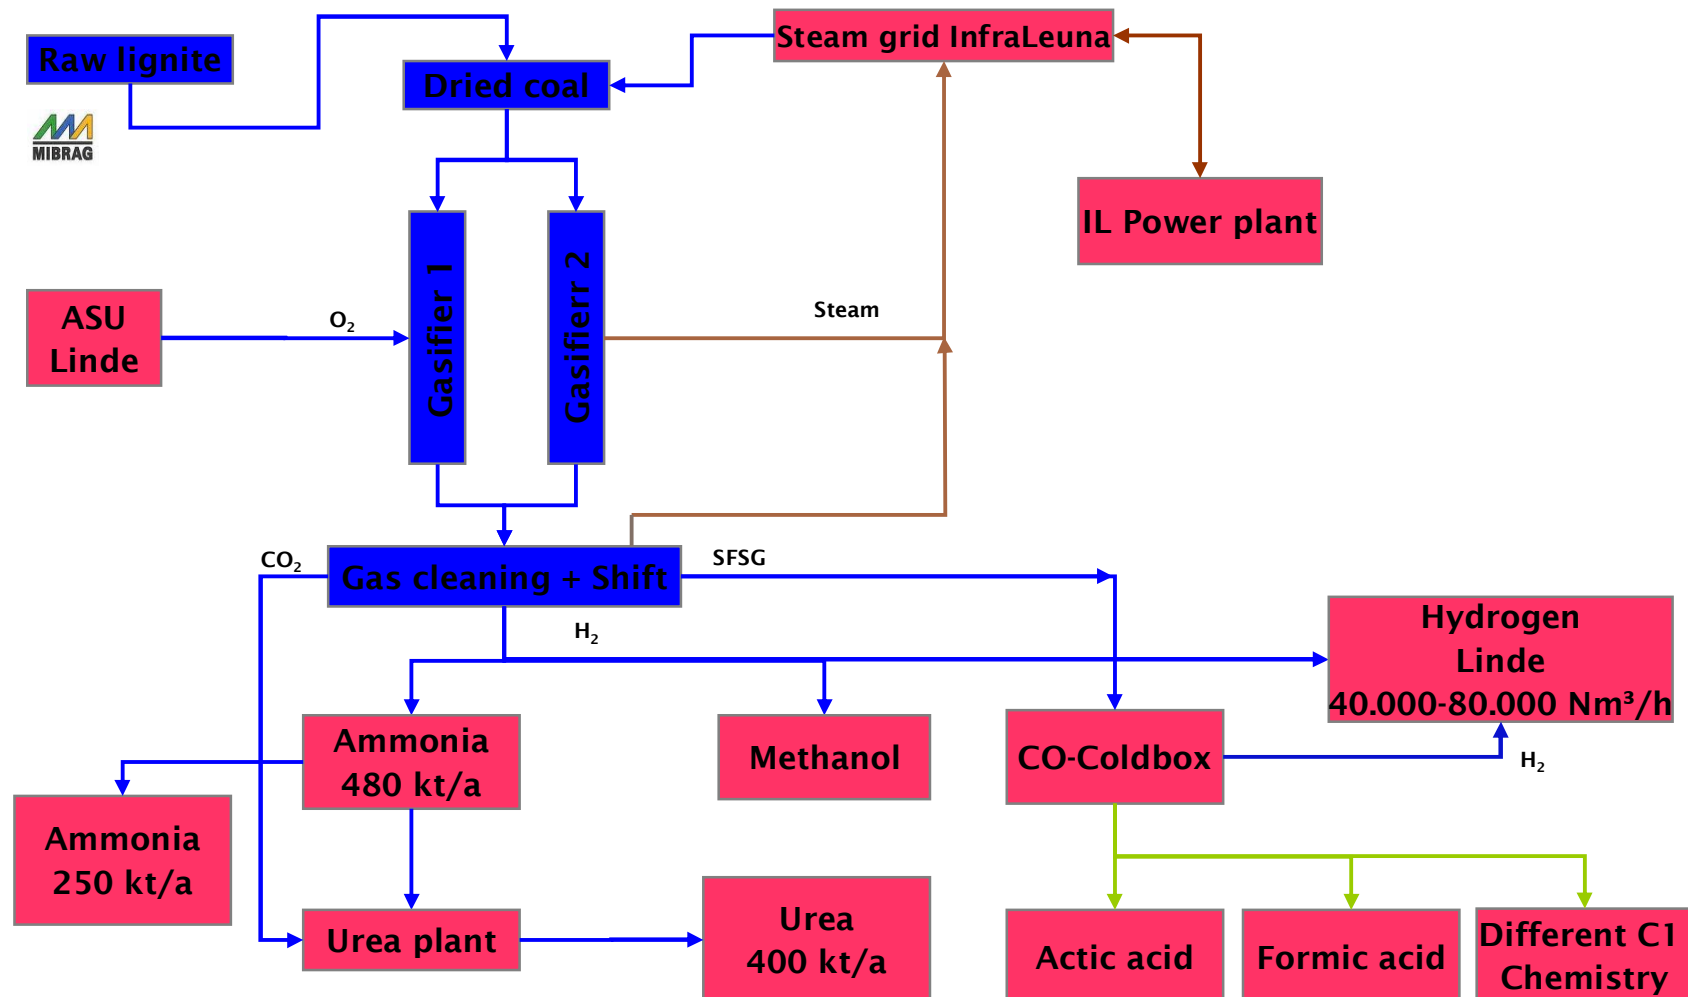 Steam grid InfraLeuna
Raw lignite
Dried coal
MIBRAG
IL Power plant
Gasifier 1
Gasifierr 2
Steam
ASU
Linde
O₂
CO₂
Gas cleaning + Shift
SFSG
H₂
Hydrogen
Linde
40.000-80.000 Nm³/h
Ammonia
480 kt/a
Methanol
CO-Coldbox
H₂
Ammonia
250 kt/a
Urea plant
Urea
400 kt/a
Actic acid
Formic acid
Different C1
Chemistry